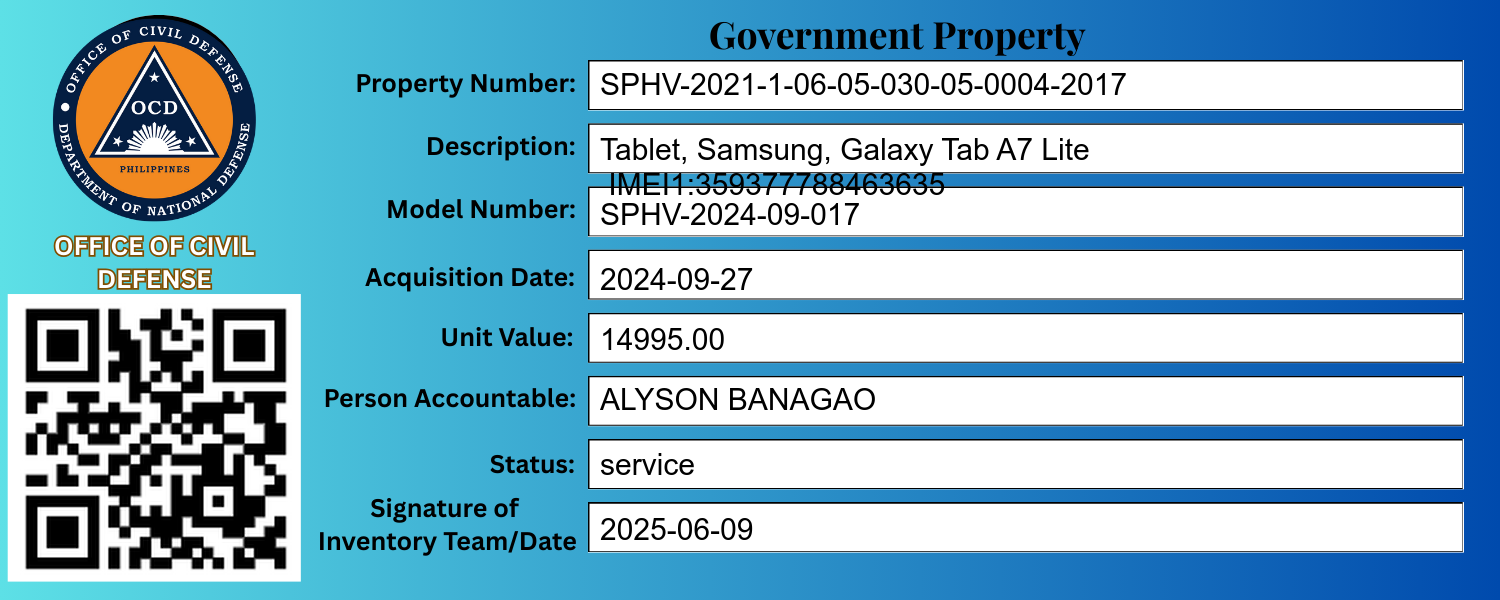 OFFICE OF CIVIL DEFENSE
OCD
PHILIPPINES
DEPARTMENT OF NATIONAL DEFENSE
OFFICE OF CIVIL
DEFENSE
Government Property
Property Number: SPHV-2021-1-06-05-030-05-0004-2017
Description: Tablet, Samsung, Galaxy Tab A7 Lite
IMEI1:359377788463635
Model Number: SPHV-2024-09-017
Acquisition Date: 2024-09-27
Unit Value: 14995.00
Person Accountable: ALYSON BANAGAO
Status: service
Signature of
Inventory Team/Date 2025-06-09